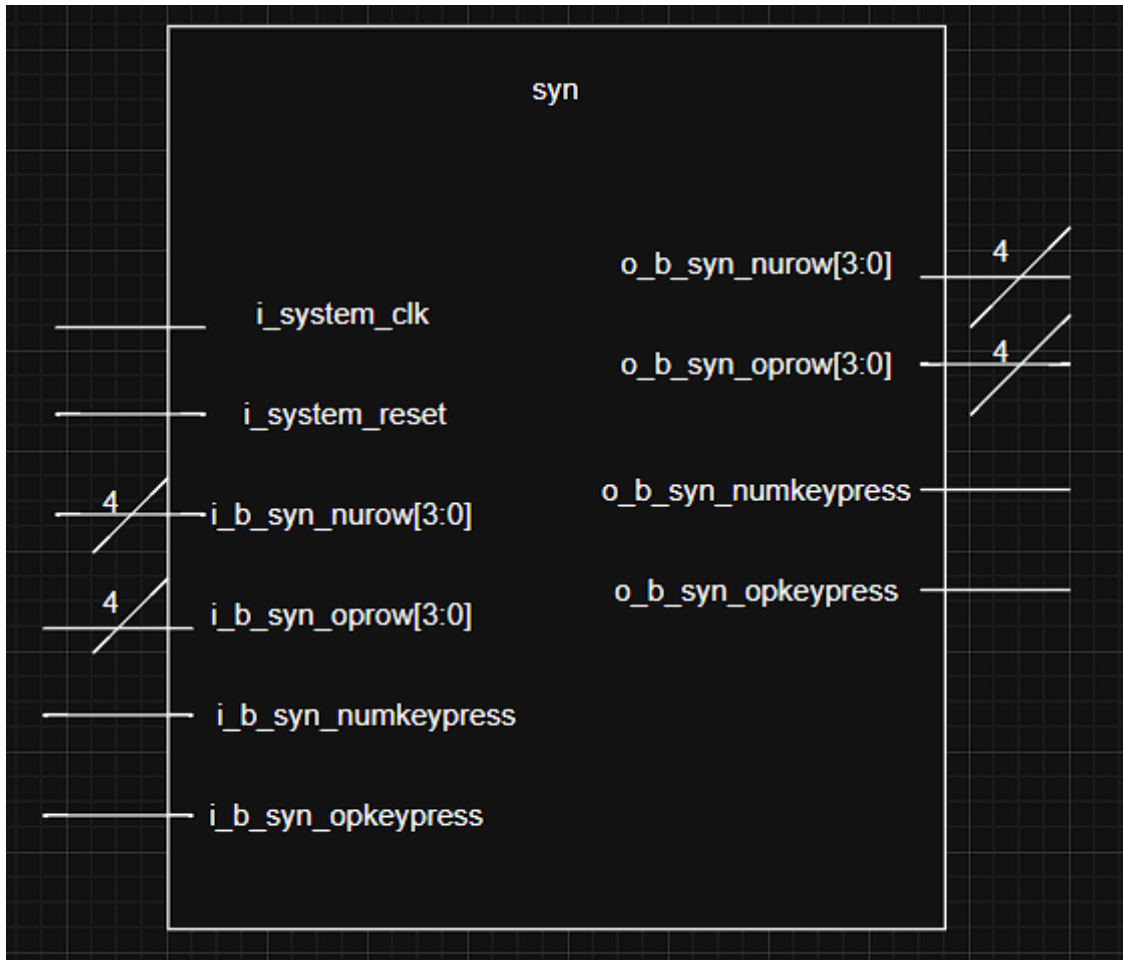 syn
i_system_clk
i_system_reset
4
i_b_syn_nurow[3:0]
4
i_b_syn_oprow[3:0]
i_b_syn_numkeypress
i_b_syn_opkeypress
o_b_syn_nurow[3:0]
4
o_b_syn_oprow[3:0]
4
o_b_syn_numkeypress
o_b_syn_opkeypress